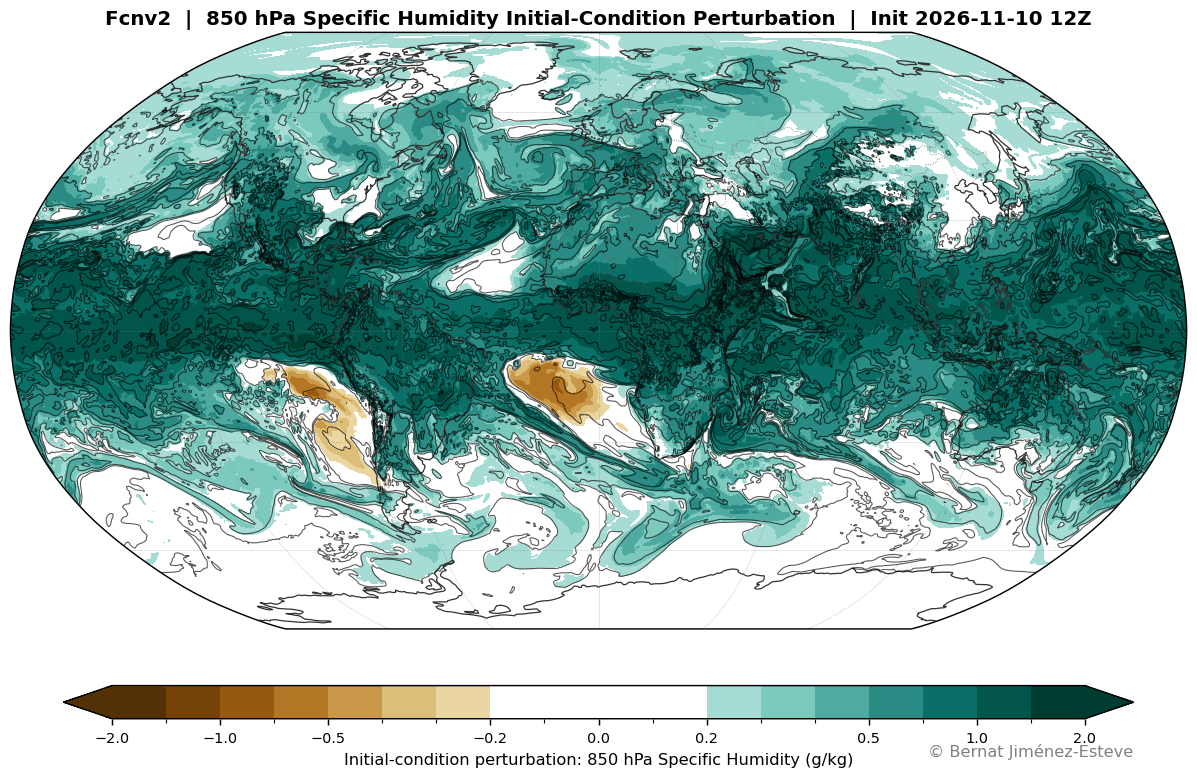 Fcnv2 | 850 hPa Specific Humidity Initial-Condition Perturbation | Init 2026-11-10 12Z
−2.0 −1.0 −0.5 −0.2 0.0 0.2 0.5 1.0 2.0
© Bernat Jiménez-Esteve
Initial-condition perturbation: 850 hPa Specific Humidity (g/kg)